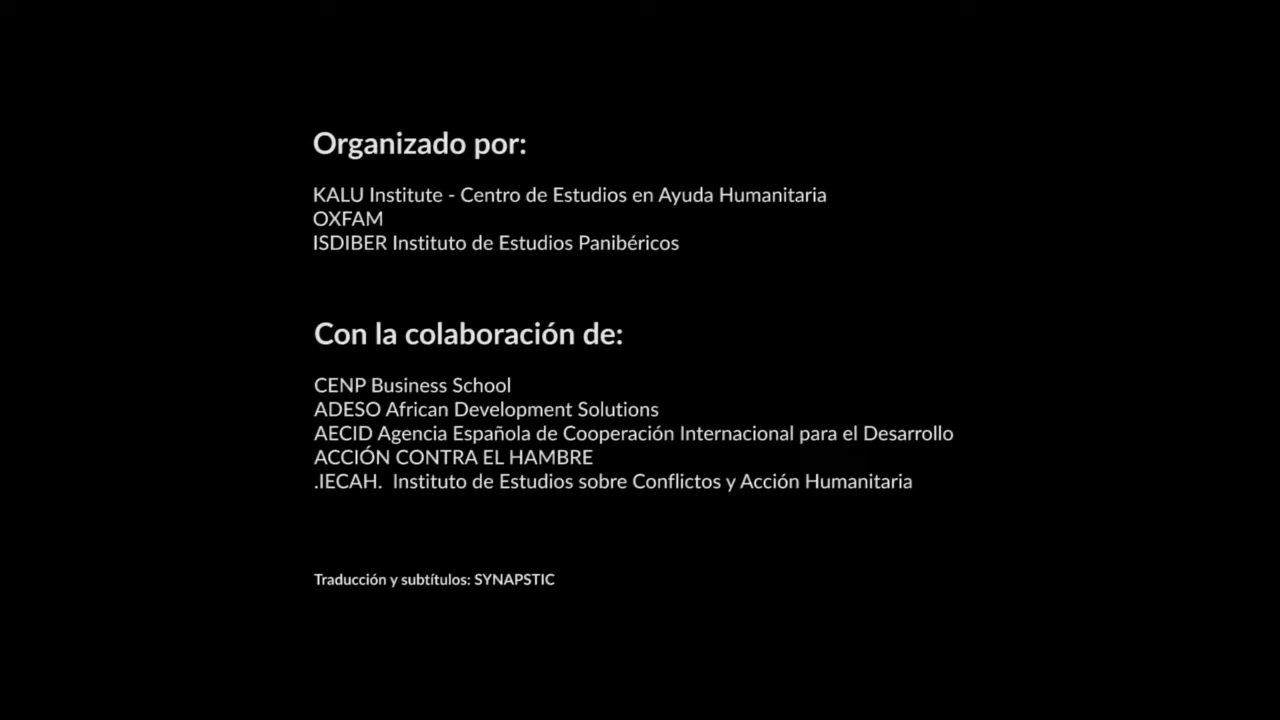 Organizado por:
KALU Institute - Centro de Estudios en Ayuda Humanitaria
OXFAM
ISDIBER Instituto de Estudios Panibéricos
Con la colaboración de:
CENP Business School
ADESO African Development Solutions
AECID Agencia Española de Cooperación Internacional para el Desarrollo
ACCIÓN CONTRA EL HAMBRE
.IECAH.  Instituto de Estudios sobre Conflictos y Acción Humanitaria
Traducción y subtítulos: SYNAPSTIC